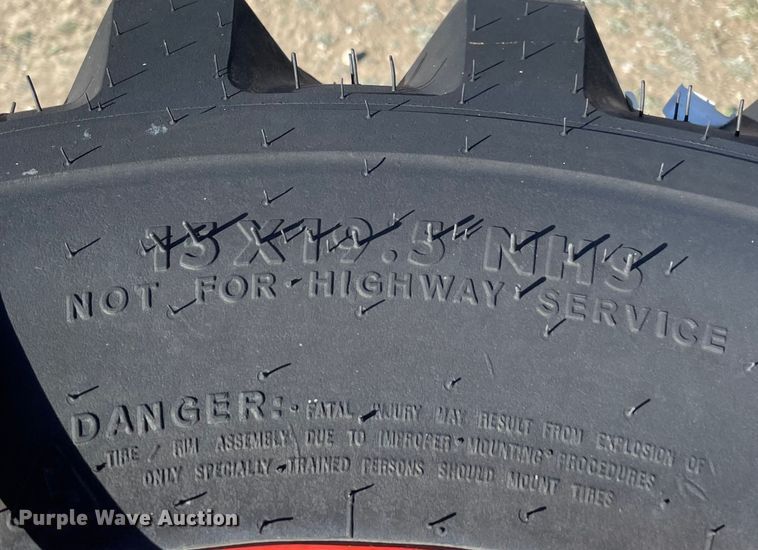 15X19.5" NHS
NOT FOR HIGHWAY SERVICE
DANGER: FATAL INJURY MAY RESULT FROM EXPLOSION OF
TIRE / RIM ASSEMBLY DUE TO IMPROPER MOUNTING PROCEDURES
ONLY SPECIALLY TRAINED PERSONS SHOULD MOUNT TIRES
Purple Wave Auction